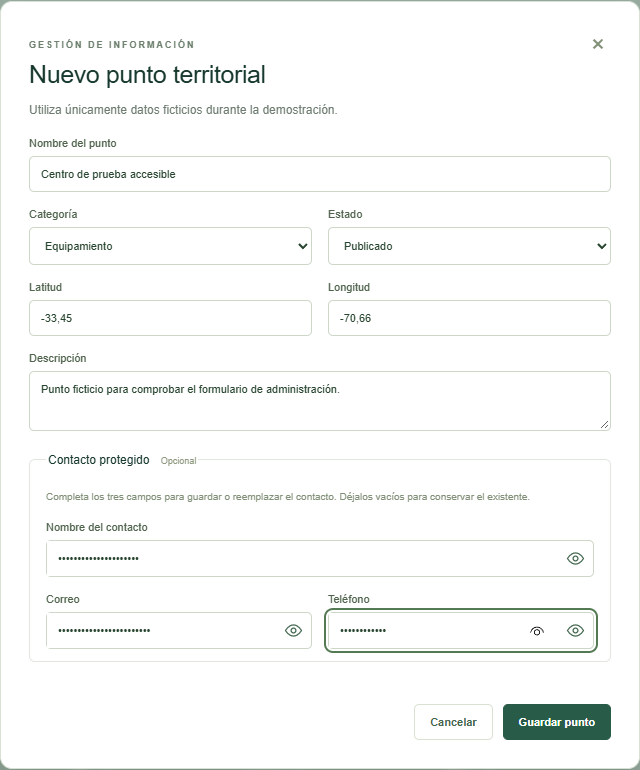 GESTIÓN DE INFORMACIÓN
×
Nuevo punto territorial
Utiliza únicamente datos ficticios durante la demostración.
Nombre del punto
Centro de prueba accesible
Categoría Estado
Equipamiento Publicado
Latitud Longitud
-33,45 -70,66
Descripción
Punto ficticio para comprobar el formulario de administración.
Contacto protegido Opcional
Completa los tres campos para guardar o reemplazar el contacto. Déjalos vacíos para conservar el existente.
Nombre del contacto
Correo Teléfono
Cancelar Guardar punto